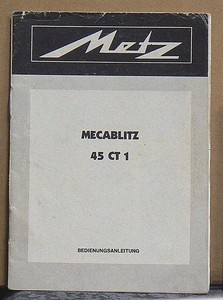 Metz
MECABLITZ
45 CT 1
BEDIENUNGSANLEITUNG